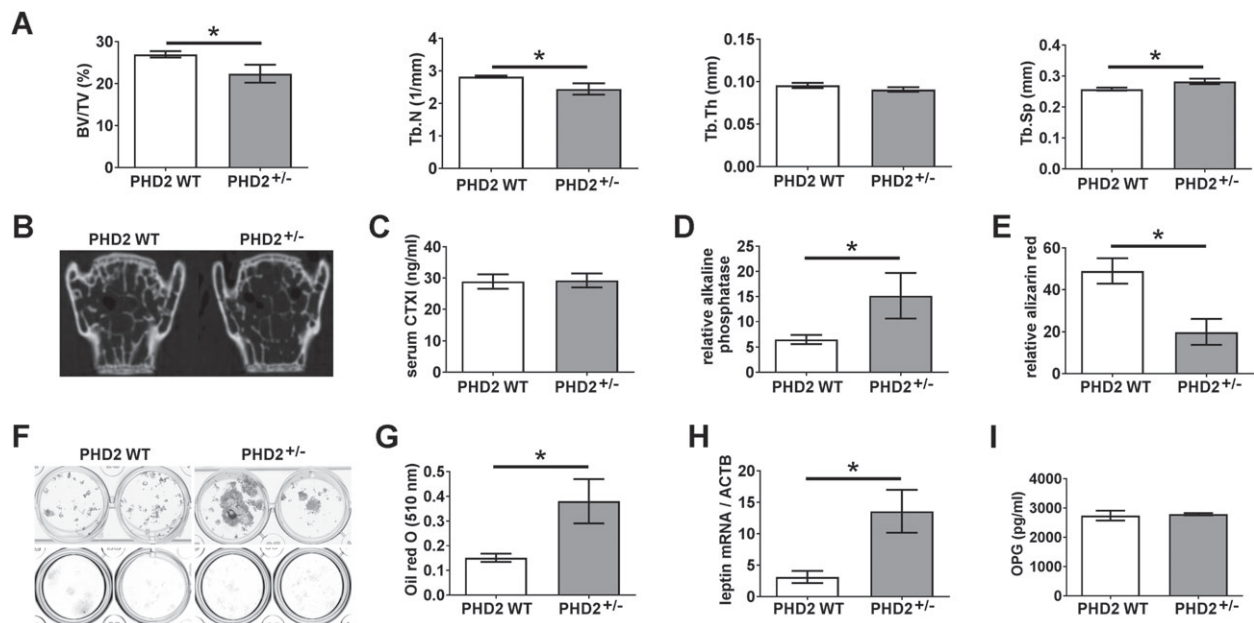 A
BV/TV (%)
30
20
10
0
PHD2 WT PHD2+/-
*
Tb.N (1/mm)
4
3
2
1
0
PHD2 WT PHD2+/-
*
Tb.Th (mm)
0.15
0.10
0.05
0.00
PHD2 WT PHD2+/-
Tb.Sp (mm)
0.4
0.3
0.2
0.1
0.0
PHD2 WT PHD2+/-
*
B
PHD2 WT PHD2+/-
C
serum CTXI (ng/ml)
50
40
30
20
10
0
PHD2 WT PHD2+/-
D
relative alkaline
phosphatase
25
20
15
10
5
0
PHD2 WT PHD2+/-
*
E
relative alizarin red
60
40
20
0
PHD2 WT PHD2+/-
*
F
PHD2 WT PHD2+/-
G
Oil red O (510 nm)
0.5
0.4
0.3
0.2
0.1
0.0
PHD2 WT PHD2+/-
*
H
leptin mRNA / ACTB
20
15
10
5
0
PHD2 WT PHD2+/-
*
I
OPG (pg/ml)
4000
3000
2000
1000
0
PHD2 WT PHD2+/-